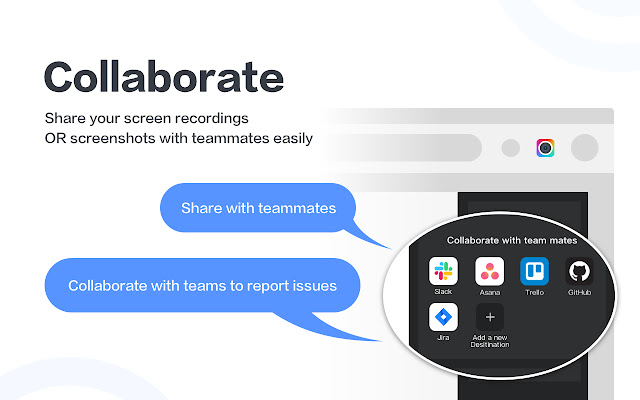 Collaborate
Share your screen recordings
OR screenshots with teammates easily
Share with teammates
Collaborate with teams to report issues
Collaborate with team mates
Slack
Asana
Trello
GitHub
Jira
Add a new
Desitination